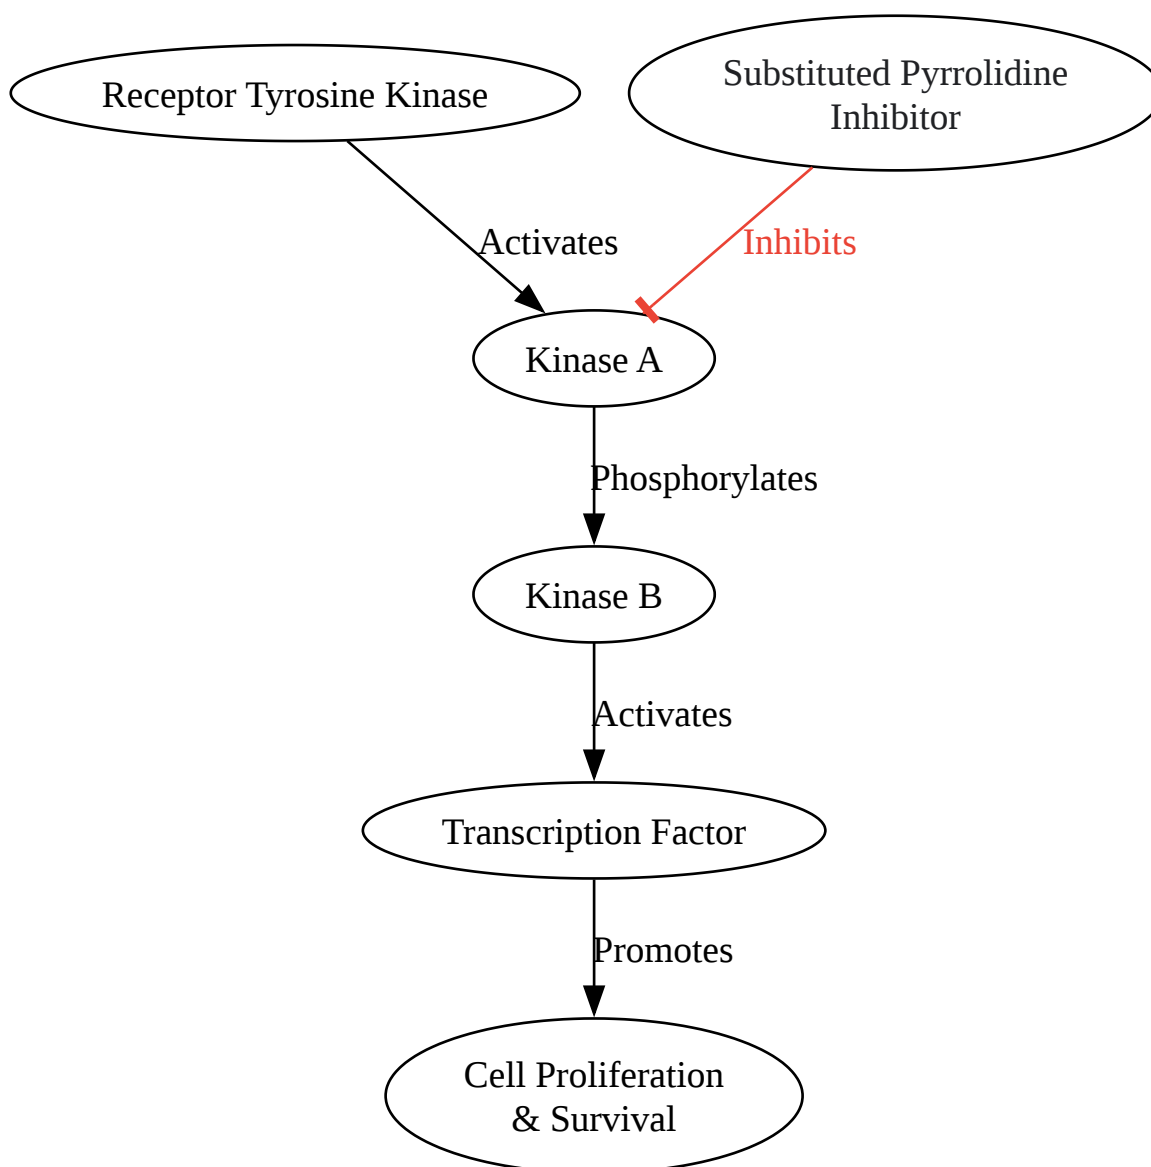 Receptor Tyrosine Kinase
Substituted Pyrrolidine
Inhibitor
Activates
Inhibits
Kinase A
Phosphorylates
Kinase B
Activates
Transcription Factor
Promotes
Cell Proliferation
& Survival